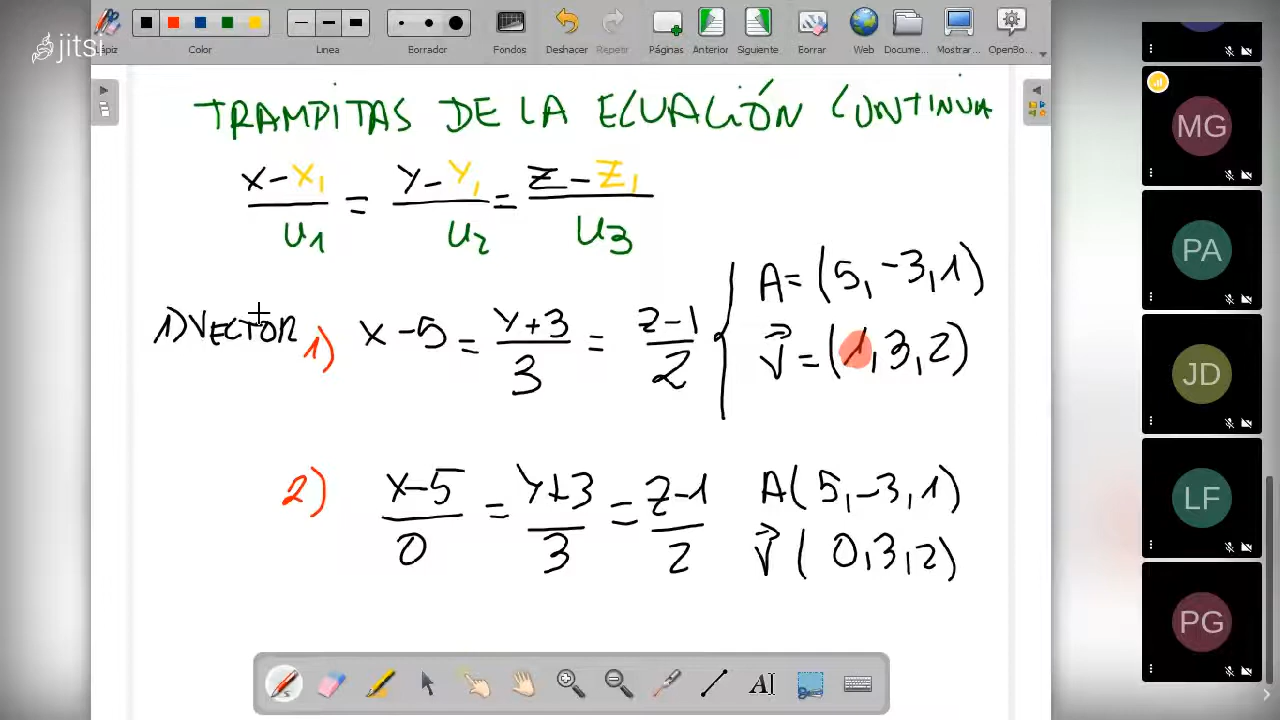 jitsi
Lápiz Color Linea Borrador Fondos Deshacer Repetir Páginas Anterior Siguiente Borrar Web Docume... Mostrar... OpenBo...
TRAMPITAS DE LA ECUACIÓN CONTINUA
x-x₁/u₁ = y-y₁/u₂ = z-z₁/u₃
1) VECTOR
1) x-5 = y+3/3 = z-1/2 { A=(5,-3,1)
v⃗=(1,3,2)
2) x-5/0 = y+3/3 = z-1/2 A(5,-3,1)
v⃗(0,3,2)
MG
PA
JD
LF
PG
AI